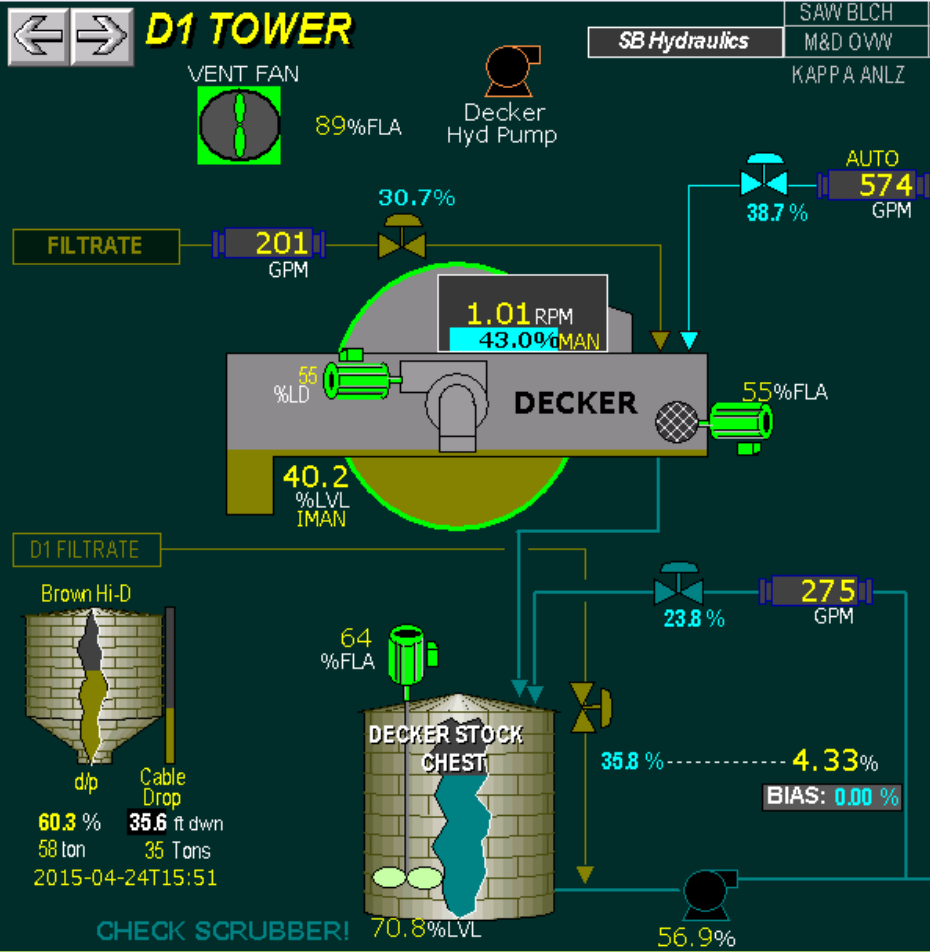 D1 TOWER
SAW BLCH
SB Hydraulics
M&D OVW
KAPPA ANLZ
VENT FAN
89%FLA
Decker
Hyd Pump
AUTO
574
GPM
38.7 %
30.7%
FILTRATE
201
GPM
1.01 RPM
43.0% MAN
55
%LD
DECKER
55%FLA
40.2
%LVL
IMAN
D1 FILTRATE
Brown Hi-D
275
GPM
23.8 %
64
%FLA
DECKER STOCK
CHEST
35.8 %
4.33%
BIAS: 0.00 %
d/p
Cable
Drop
60.3 %
35.6 ft dwn
58 ton
35 Tons
2015-04-24T15:51
CHECK SCRUBBER!
70.8%LVL
56.9%